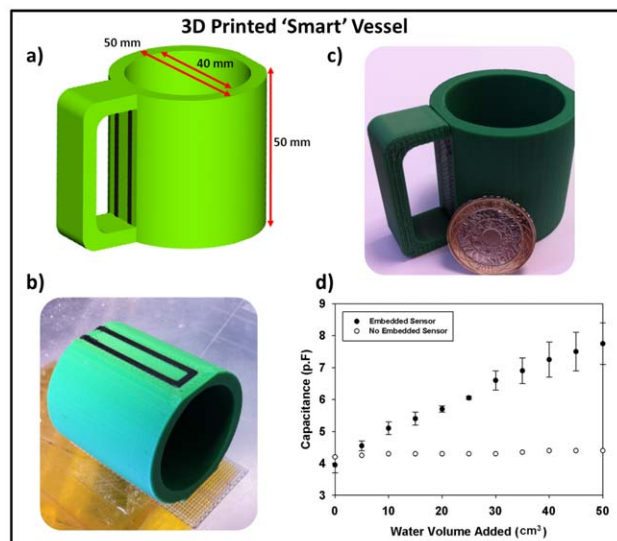 3D Printed ‘Smart’ Vessel
a)
50 mm
40 mm
50 mm
b)
c)
d)
9
8
7
6
5
4
3
Capacitance (p.F)
Embedded Sensor
No Embedded Sensor
0 10 20 30 40 50
Water Volume Added (cm³)